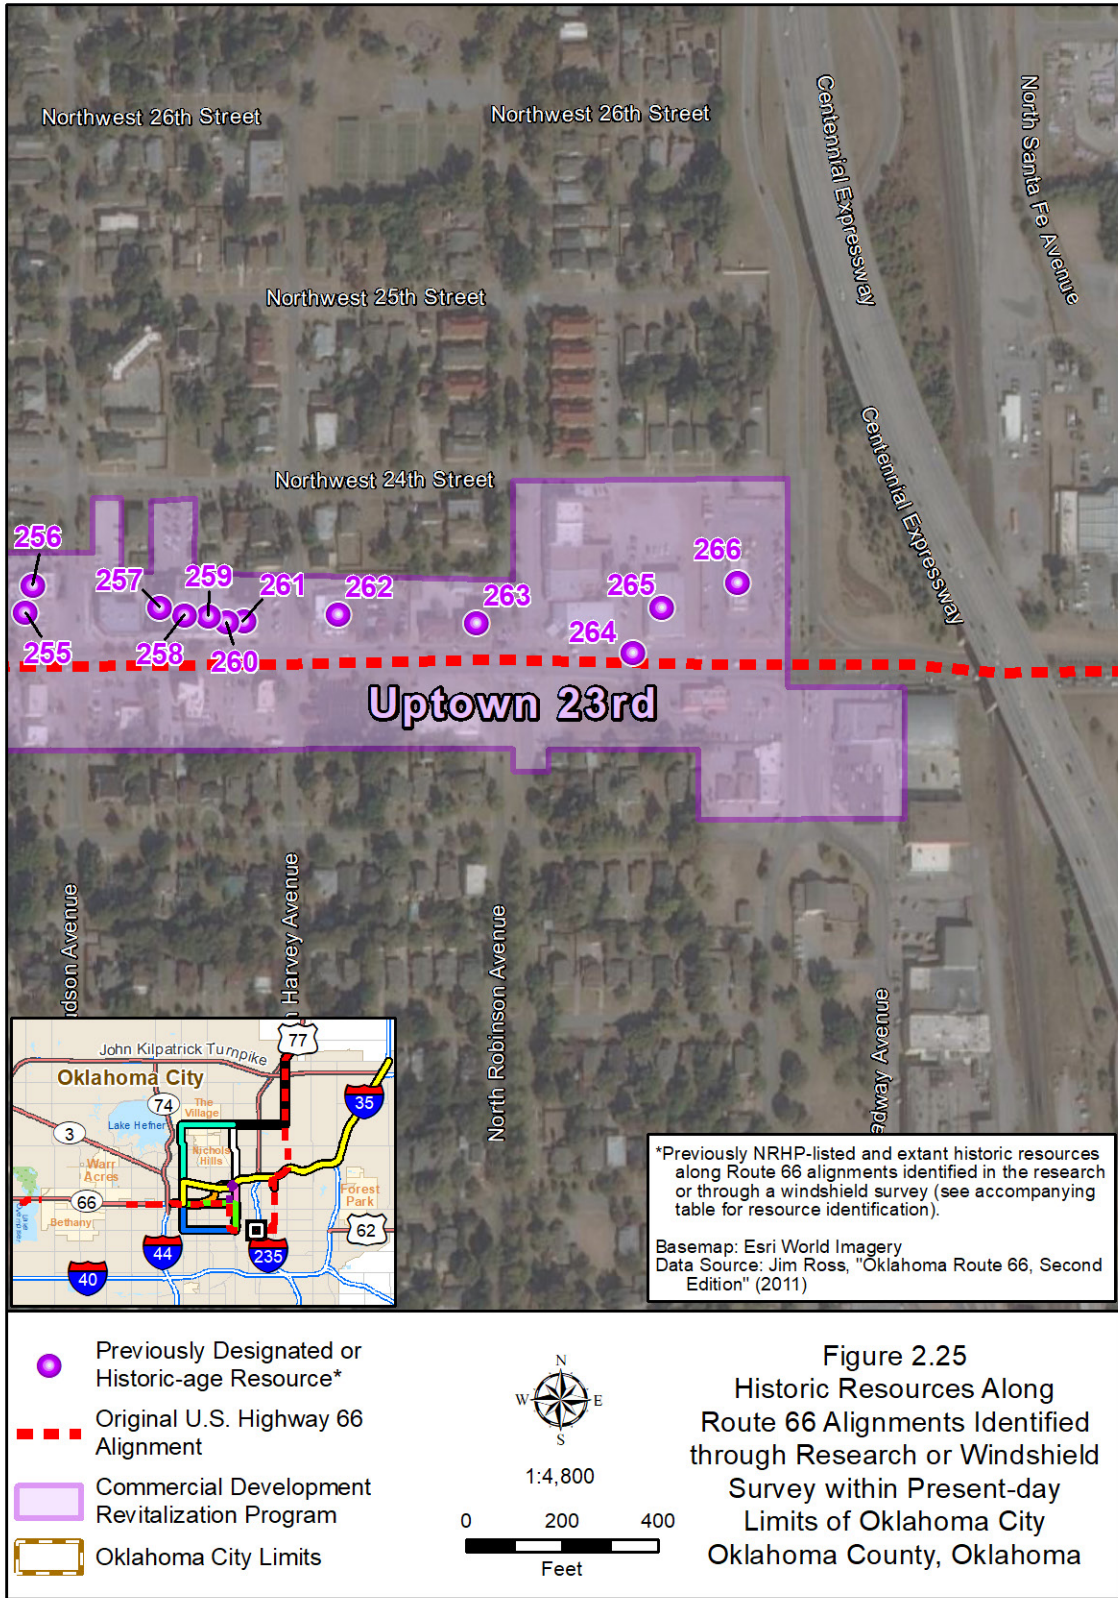 Northwest 26th Street
Northwest 26th Street
Centennial Expressway
North Santa Fe Avenue
Northwest 25th Street
Centennial Expressway
Northwest 24th Street
256
257
259
261
262
263
265
266
255
258
260
264
Uptown 23rd
udson Avenue
Harvey Avenue
North Robinson Avenue
adway Avenue
77
John Kilpatrick Turnpike
Oklahoma City
74
The
Village
35
Lake Hefner
3
Nichols
Hills
Warr
Acres
66
Bethany
Forest
Park
62
44
235
40
*Previously NRHP-listed and extant historic resources
along Route 66 alignments identified in the research
or through a windshield survey (see accompanying
table for resource identification).
Basemap: Esri World Imagery
Data Source: Jim Ross, "Oklahoma Route 66, Second
Edition" (2011)
Previously Designated or
Historic-age Resource*
Original U.S. Highway 66
Alignment
Commercial Development
Revitalization Program
Oklahoma City Limits
N
W E
S
1:4,800
0 200 400
Feet
Figure 2.25
Historic Resources Along
Route 66 Alignments Identified
through Research or Windshield
Survey within Present-day
Limits of Oklahoma City
Oklahoma County, Oklahoma